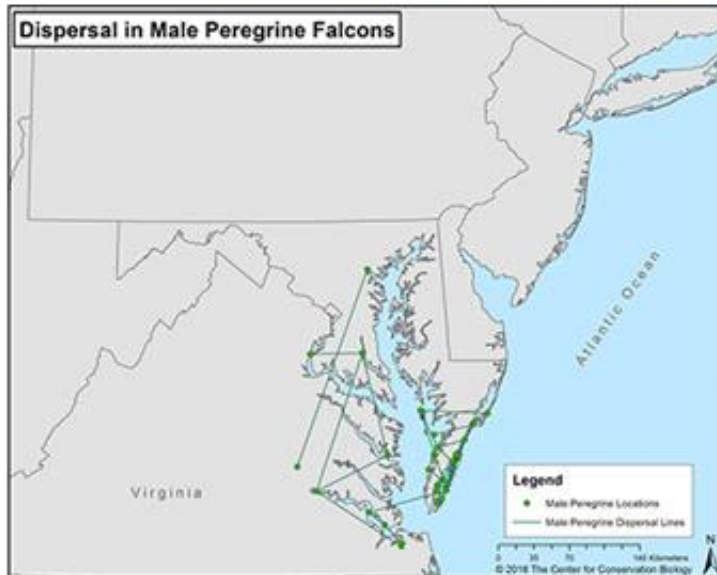 Dispersal in Male Peregrine Falcons
Atlantic Ocean
Virginia
Legend
Male Peregrine Locations
Male Peregrine Dispersal Lines
N
0 35 70 140 Kilometers
© 2016 The Center for Conservation Biology